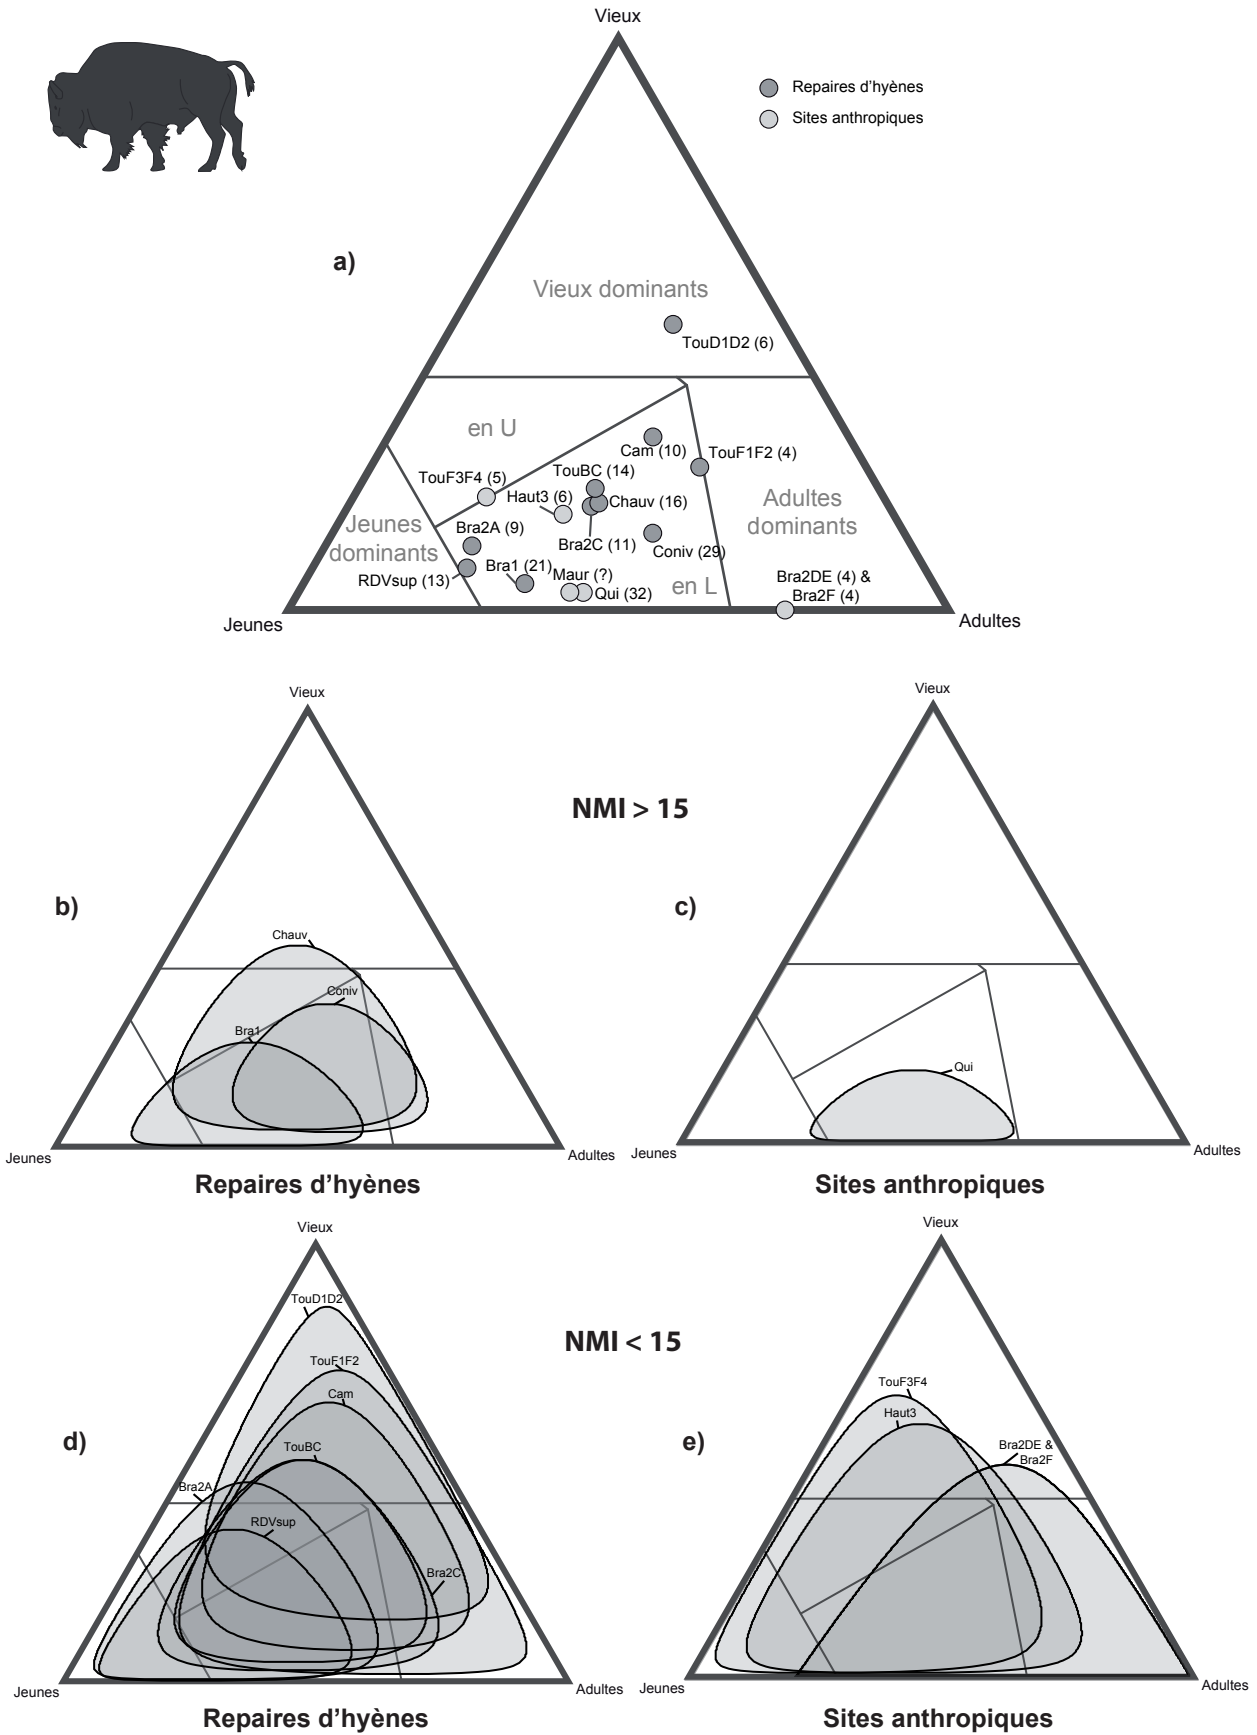 Vieux
Repaires d'hyènes
Sites anthropiques
a)
Vieux dominants
TouD1D2 (6)
en U
Cam (10)
TouF1F2 (4)
TouBC (14)
TouF3F4 (5)
Haut3 (6)
Chauv (16)
Adultes
dominants
Jeunes
dominants
Bra2A (9)
Bra2C (11)
Coniv (29)
RDVsup (13)
Bra1 (21)
Maur (?)
Qui (32)
en L
Bra2DE (4) &
Bra2F (4)
Jeunes
Adultes
Vieux
Vieux
NMI > 15
b)
c)
Chauv
Coniv
Bra1
Qui
Jeunes
Adultes
Jeunes
Adultes
Repaires d'hyènes
Sites anthropiques
Vieux
Vieux
NMI < 15
TouD1D2
TouF1F2
Cam
TouBC
Bra2A
RDVsup
Bra2C
d)
e)
TouF3F4
Haut3
Bra2DE &
Bra2F
Jeunes
Adultes
Jeunes
Adultes
Repaires d'hyènes
Sites anthropiques